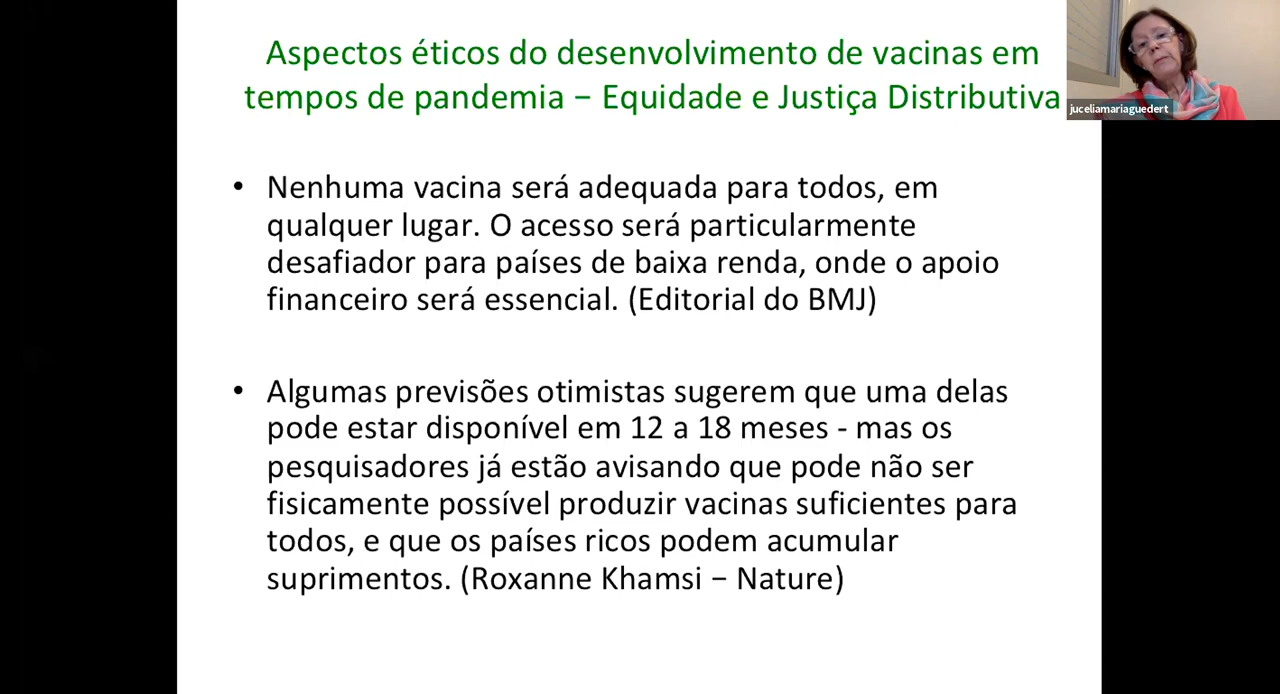 Aspectos éticos do desenvolvimento de vacinas em
tempos de pandemia − Equidade e Justiça Distributiva
juceliamariaguedert
• Nenhuma vacina será adequada para todos, em
qualquer lugar. O acesso será particularmente
desafiador para países de baixa renda, onde o apoio
financeiro será essencial. (Editorial do BMJ)
• Algumas previsões otimistas sugerem que uma delas
pode estar disponível em 12 a 18 meses - mas os
pesquisadores já estão avisando que pode não ser
fisicamente possível produzir vacinas suficientes para
todos, e que os países ricos podem acumular
suprimentos. (Roxanne Khamsi − Nature)